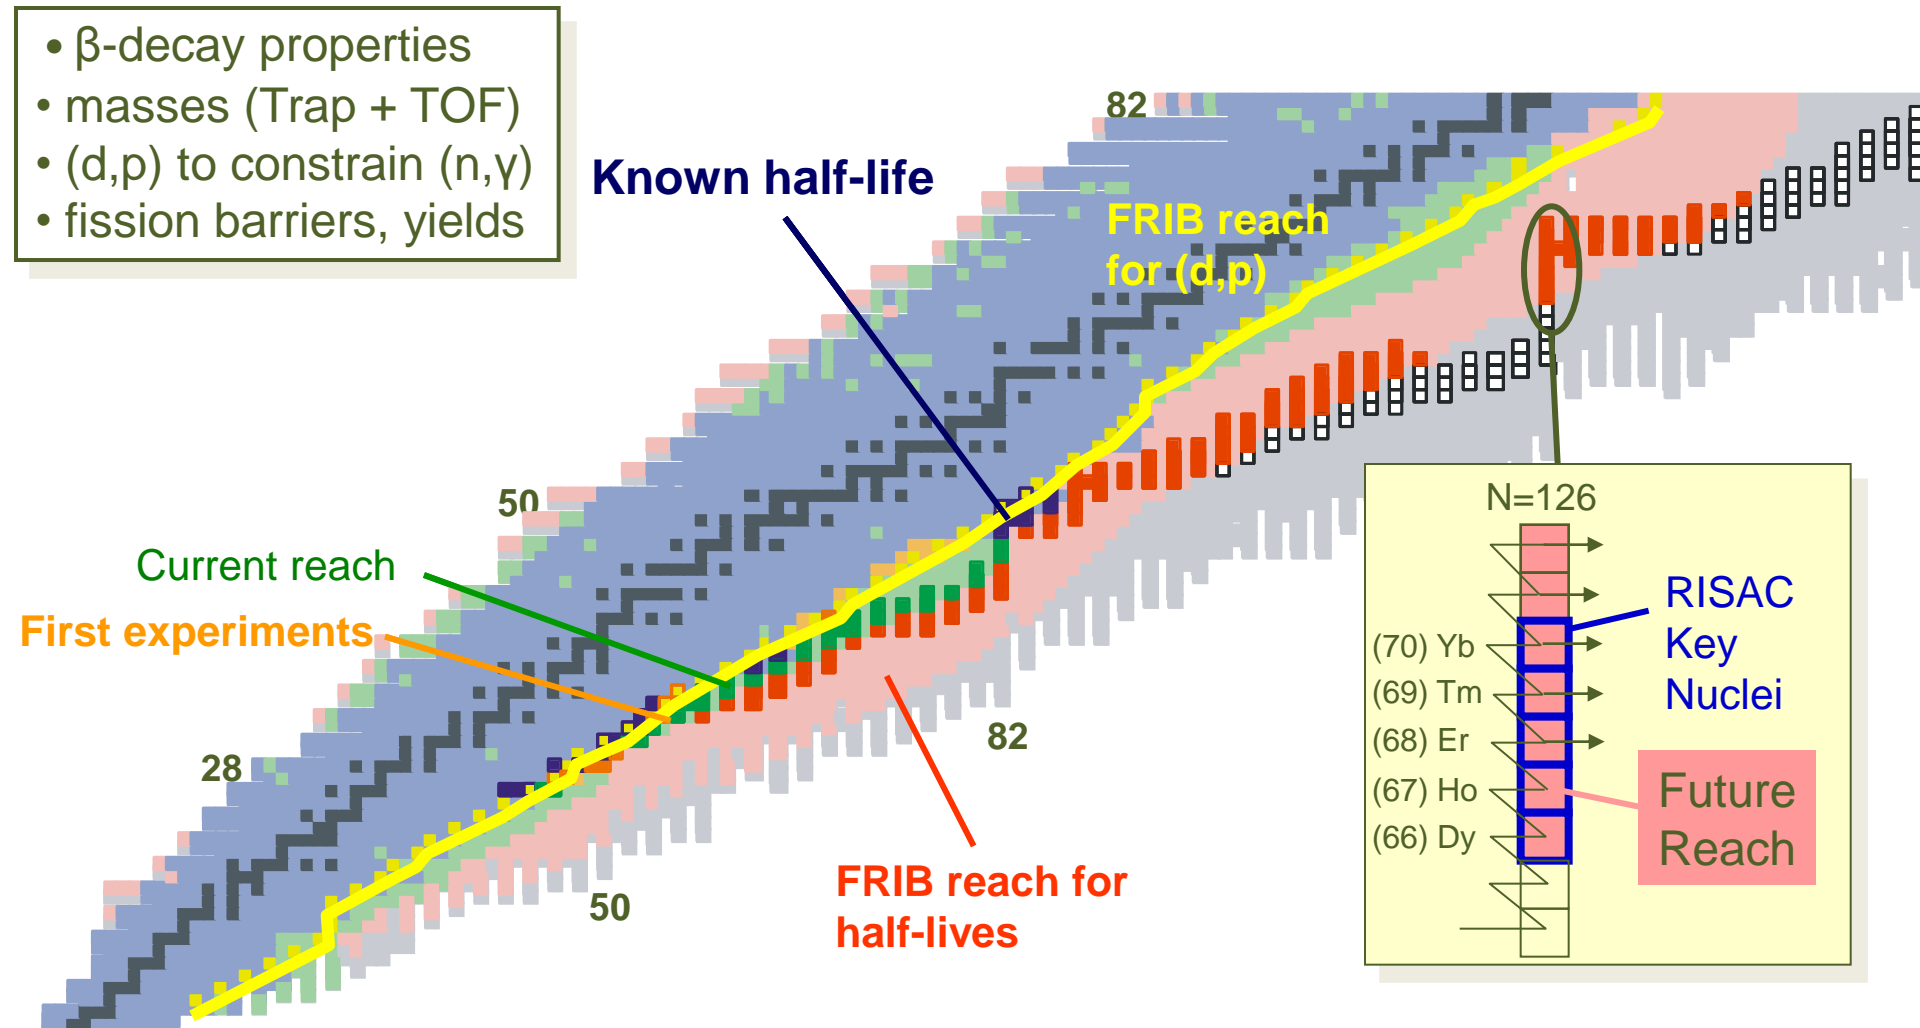 • β-decay properties
• masses (Trap + TOF)
• (d,p) to constrain (n,γ)
• fission barriers, yields
82
Known half-life
FRIB reach
for (d,p)
50
Current reach
First experiments
28
82
50
FRIB reach for
half-lives
N=126
RISAC
Key
Nuclei
(70) Yb
(69) Tm
(68) Er
(67) Ho
(66) Dy
Future
Reach